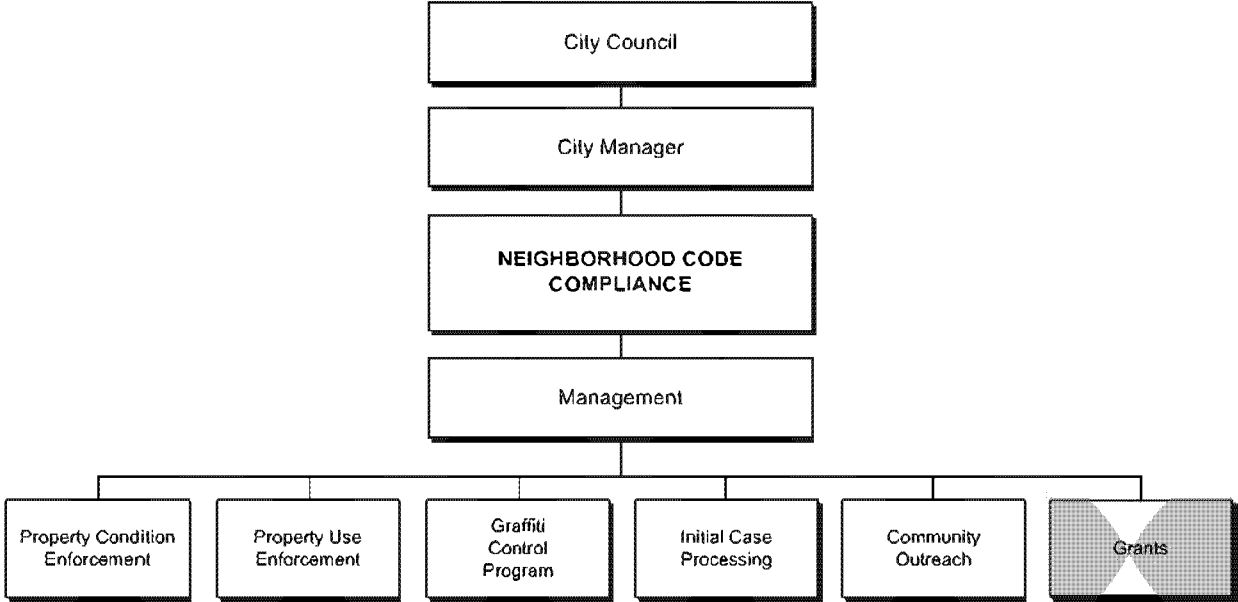 City Council
City Manager
NEIGHBORHOOD CODE
COMPLIANCE
Management
Property Condition
Enforcement
Property Use
Enforcement
Graffiti
Control
Program
Initial Case
Processing
Community
Outreach
Grants